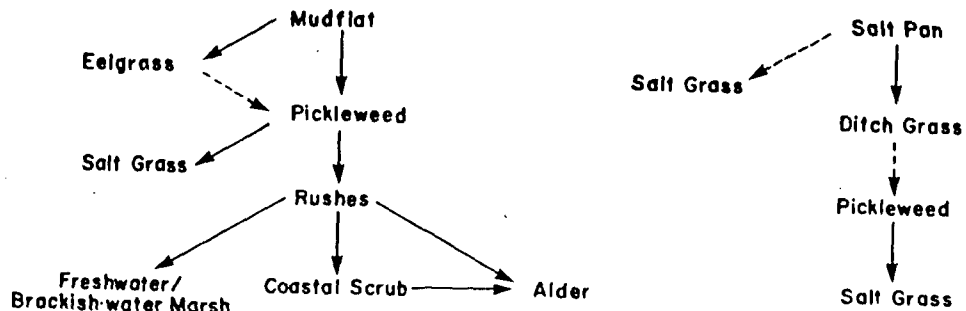 Mudflat
Eelgrass
Pickleweed
Salt Grass
Rushes
Freshwater/
Brackish-water Marsh
Coastal Scrub
Alder
Salt Pan
Salt Grass
Ditch Grass
Pickleweed
Salt Grass